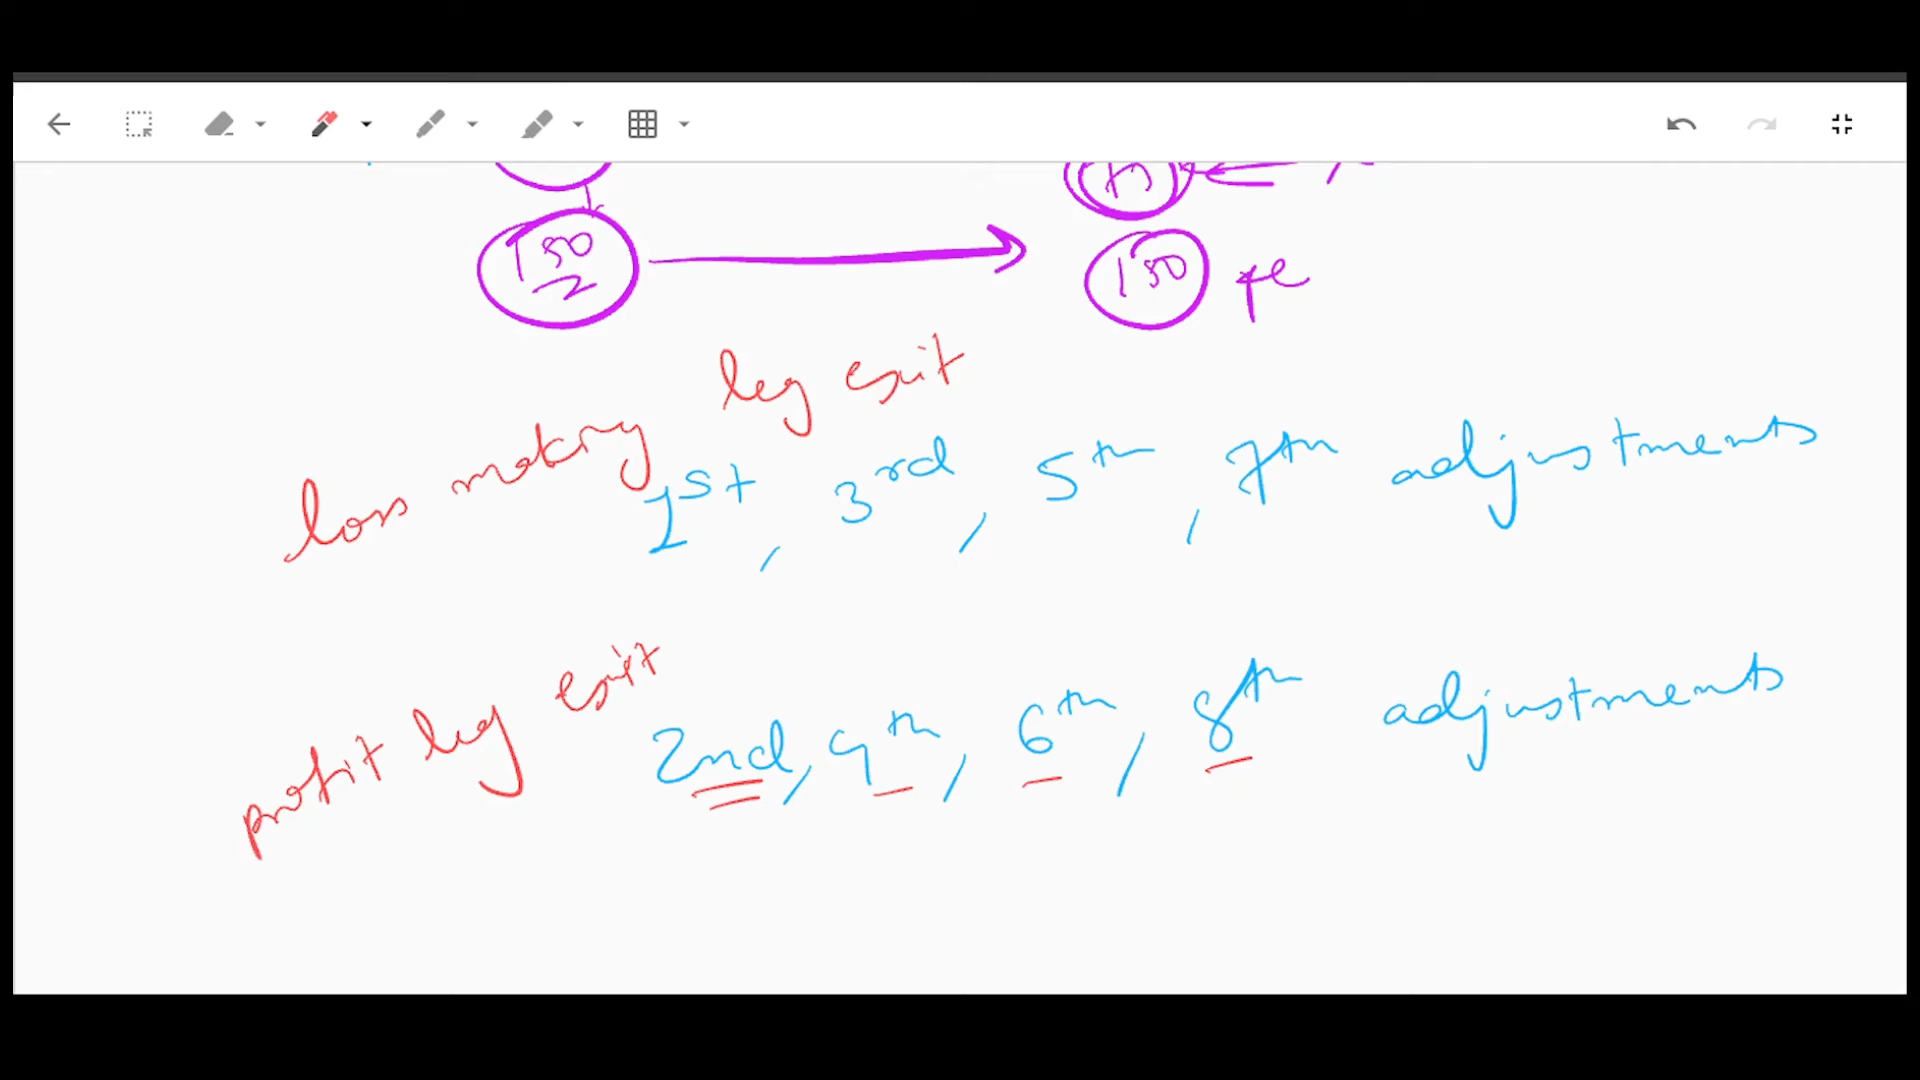 75
150 150 pe
loss making leg exit
1st, 3rd, 5th, 7th adjustments
profit leg exit
2nd, 4th, 6th, 8th adjustments